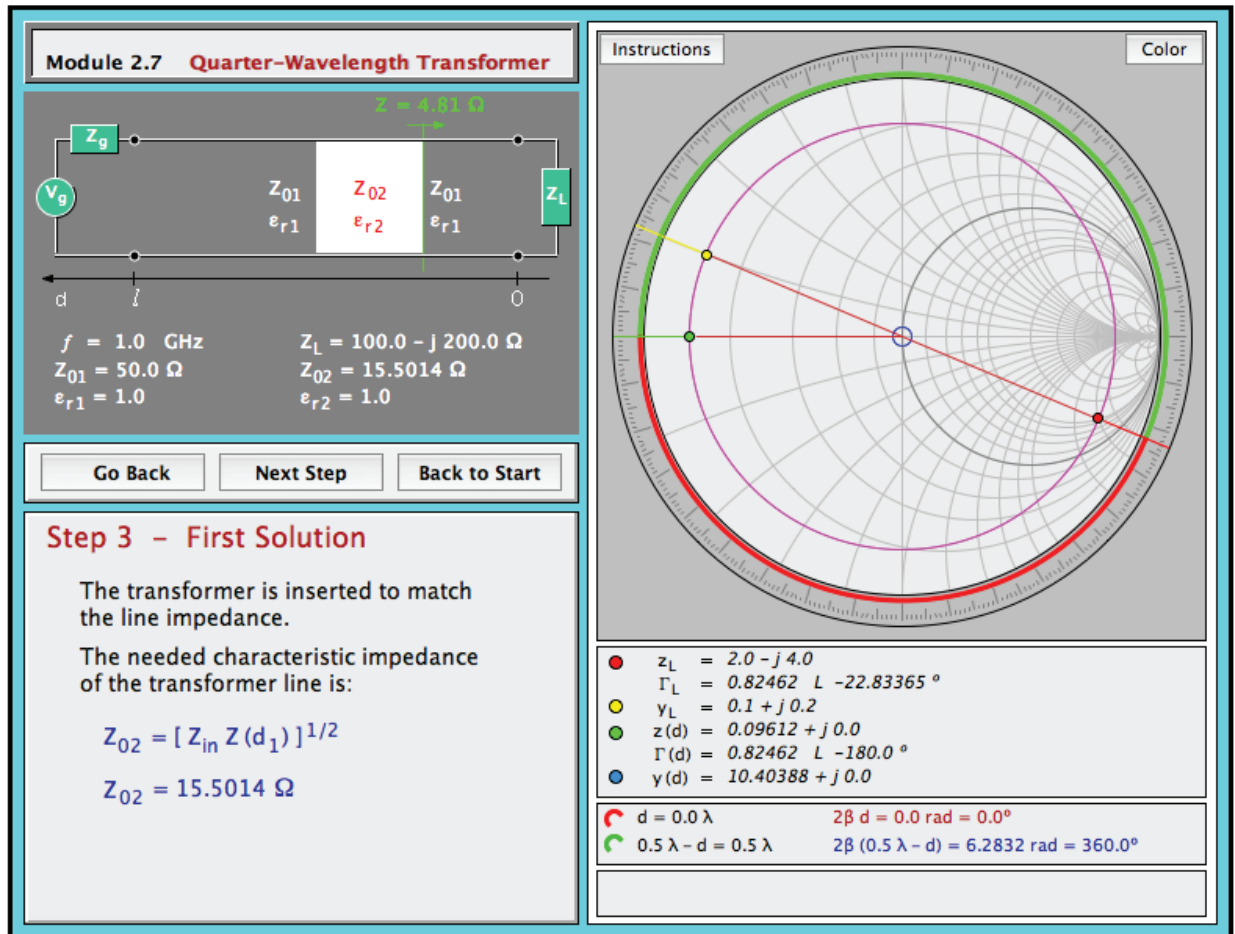 Module 2.7 Quarter-Wavelength Transformer
Z = 4.81 Ω
Zg
Vg
Z01
εr1
Z02
εr2
Z01
εr1
ZL
d
l
0
f = 1.0 GHz
ZL = 100.0 - j 200.0 Ω
Z01 = 50.0 Ω
Z02 = 15.5014 Ω
εr1 = 1.0
εr2 = 1.0
Go Back
Next Step
Back to Start
Step 3 – First Solution
The transformer is inserted to match
the line impedance.
The needed characteristic impedance
of the transformer line is:
Z02 = [ Zin Z (d1) ]1/2
Z02 = 15.5014 Ω
Instructions
Color
zL = 2.0 - j 4.0
ΓL = 0.82462 L -22.83365 º
yL = 0.1 + j 0.2
z (d) = 0.09612 + j 0.0
Γ (d) = 0.82462 L -180.0 º
y (d) = 10.40388 + j 0.0
d = 0.0 λ 2β d = 0.0 rad = 0.0º
0.5 λ - d = 0.5 λ 2β (0.5 λ - d) = 6.2832 rad = 360.0º